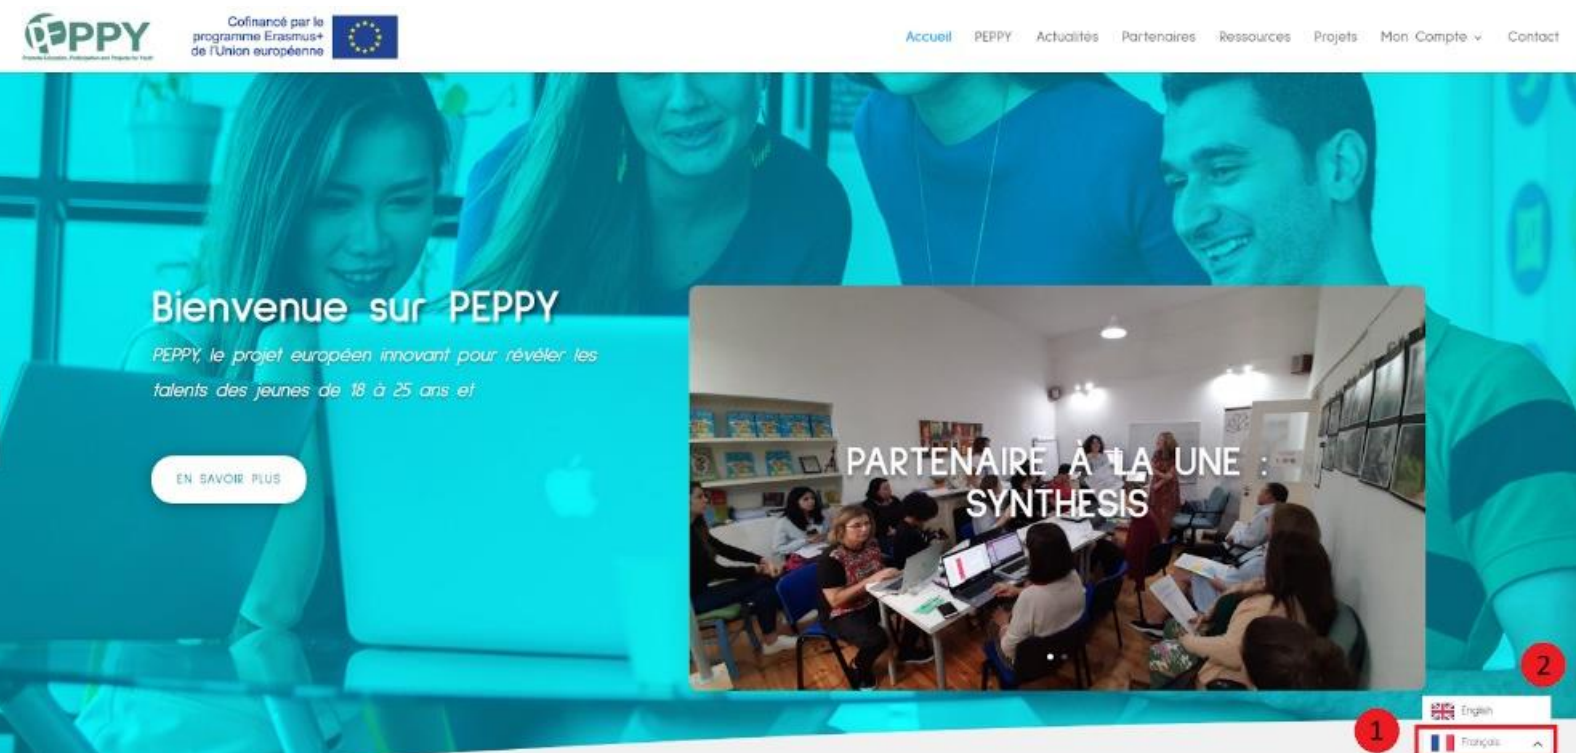 PEPPY
Cofinancé par le
programme Erasmus+
de l'Union européenne
Accueil PEPPY Actualités Partenaires Ressources Projets Mon Compte Contact
Bienvenue sur PEPPY
PEPPY, le projet européen innovant pour révéler les
talents des jeunes de 18 à 25 ans et
EN SAVOIR PLUS
PARTENAIRE À LA UNE :
SYNTHESIS
2
English
1
Français